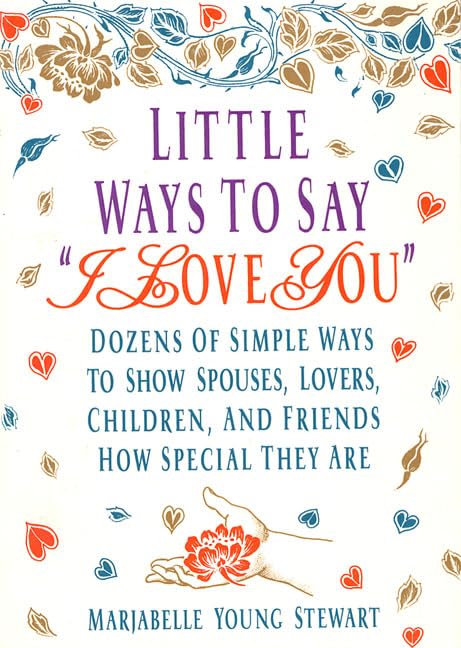 LITTLE
WAYS TO SAY
"I LOVE YOU"
DOZENS OF SIMPLE WAYS
TO SHOW SPOUSES, LOVERS,
CHILDREN, AND FRIENDS
HOW SPECIAL THEY ARE
MARJABELLE YOUNG STEWART